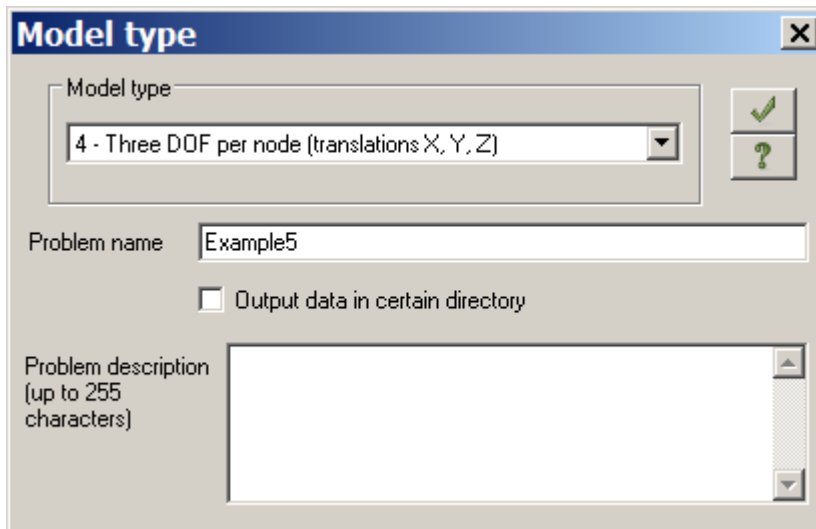 Model type
Model type
4 - Three DOF per node (translations X, Y, Z)
?
Problem name
Example5
Output data in certain directory
Problem description
(up to 255
characters)